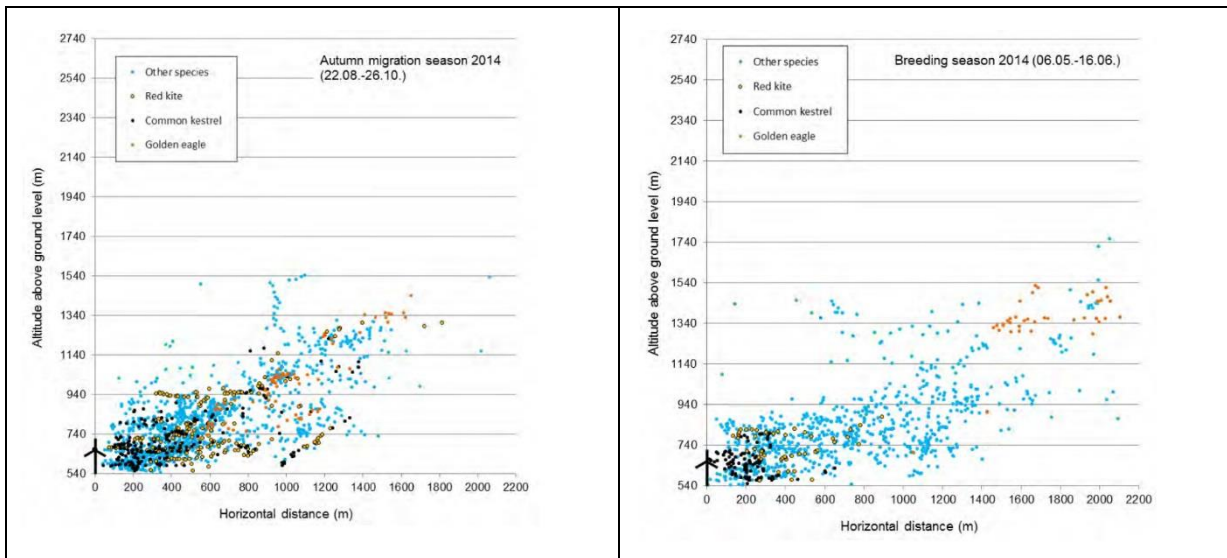 2740
2540
2340
2140
1940
1740
1540
1340
1140
940
740
540
Altitude above ground level (m)
Other species
Red kite
Common kestrel
Golden eagle
Autumn migration season 2014
(22.08.-26.10.)
0 200 400 600 800 1000 1200 1400 1600 1800 2000 2200
Horizontal distance (m)
2740
2540
2340
2140
1940
1740
1540
1340
1140
940
740
540
Altitude above ground level (m)
Other species
Red kite
Common kestrel
Golden eagle
Breeding season 2014 (06.05.-16.06.)
0 200 400 600 800 1000 1200 1400 1600 1800 2000 2200
Horizontal distance (m)